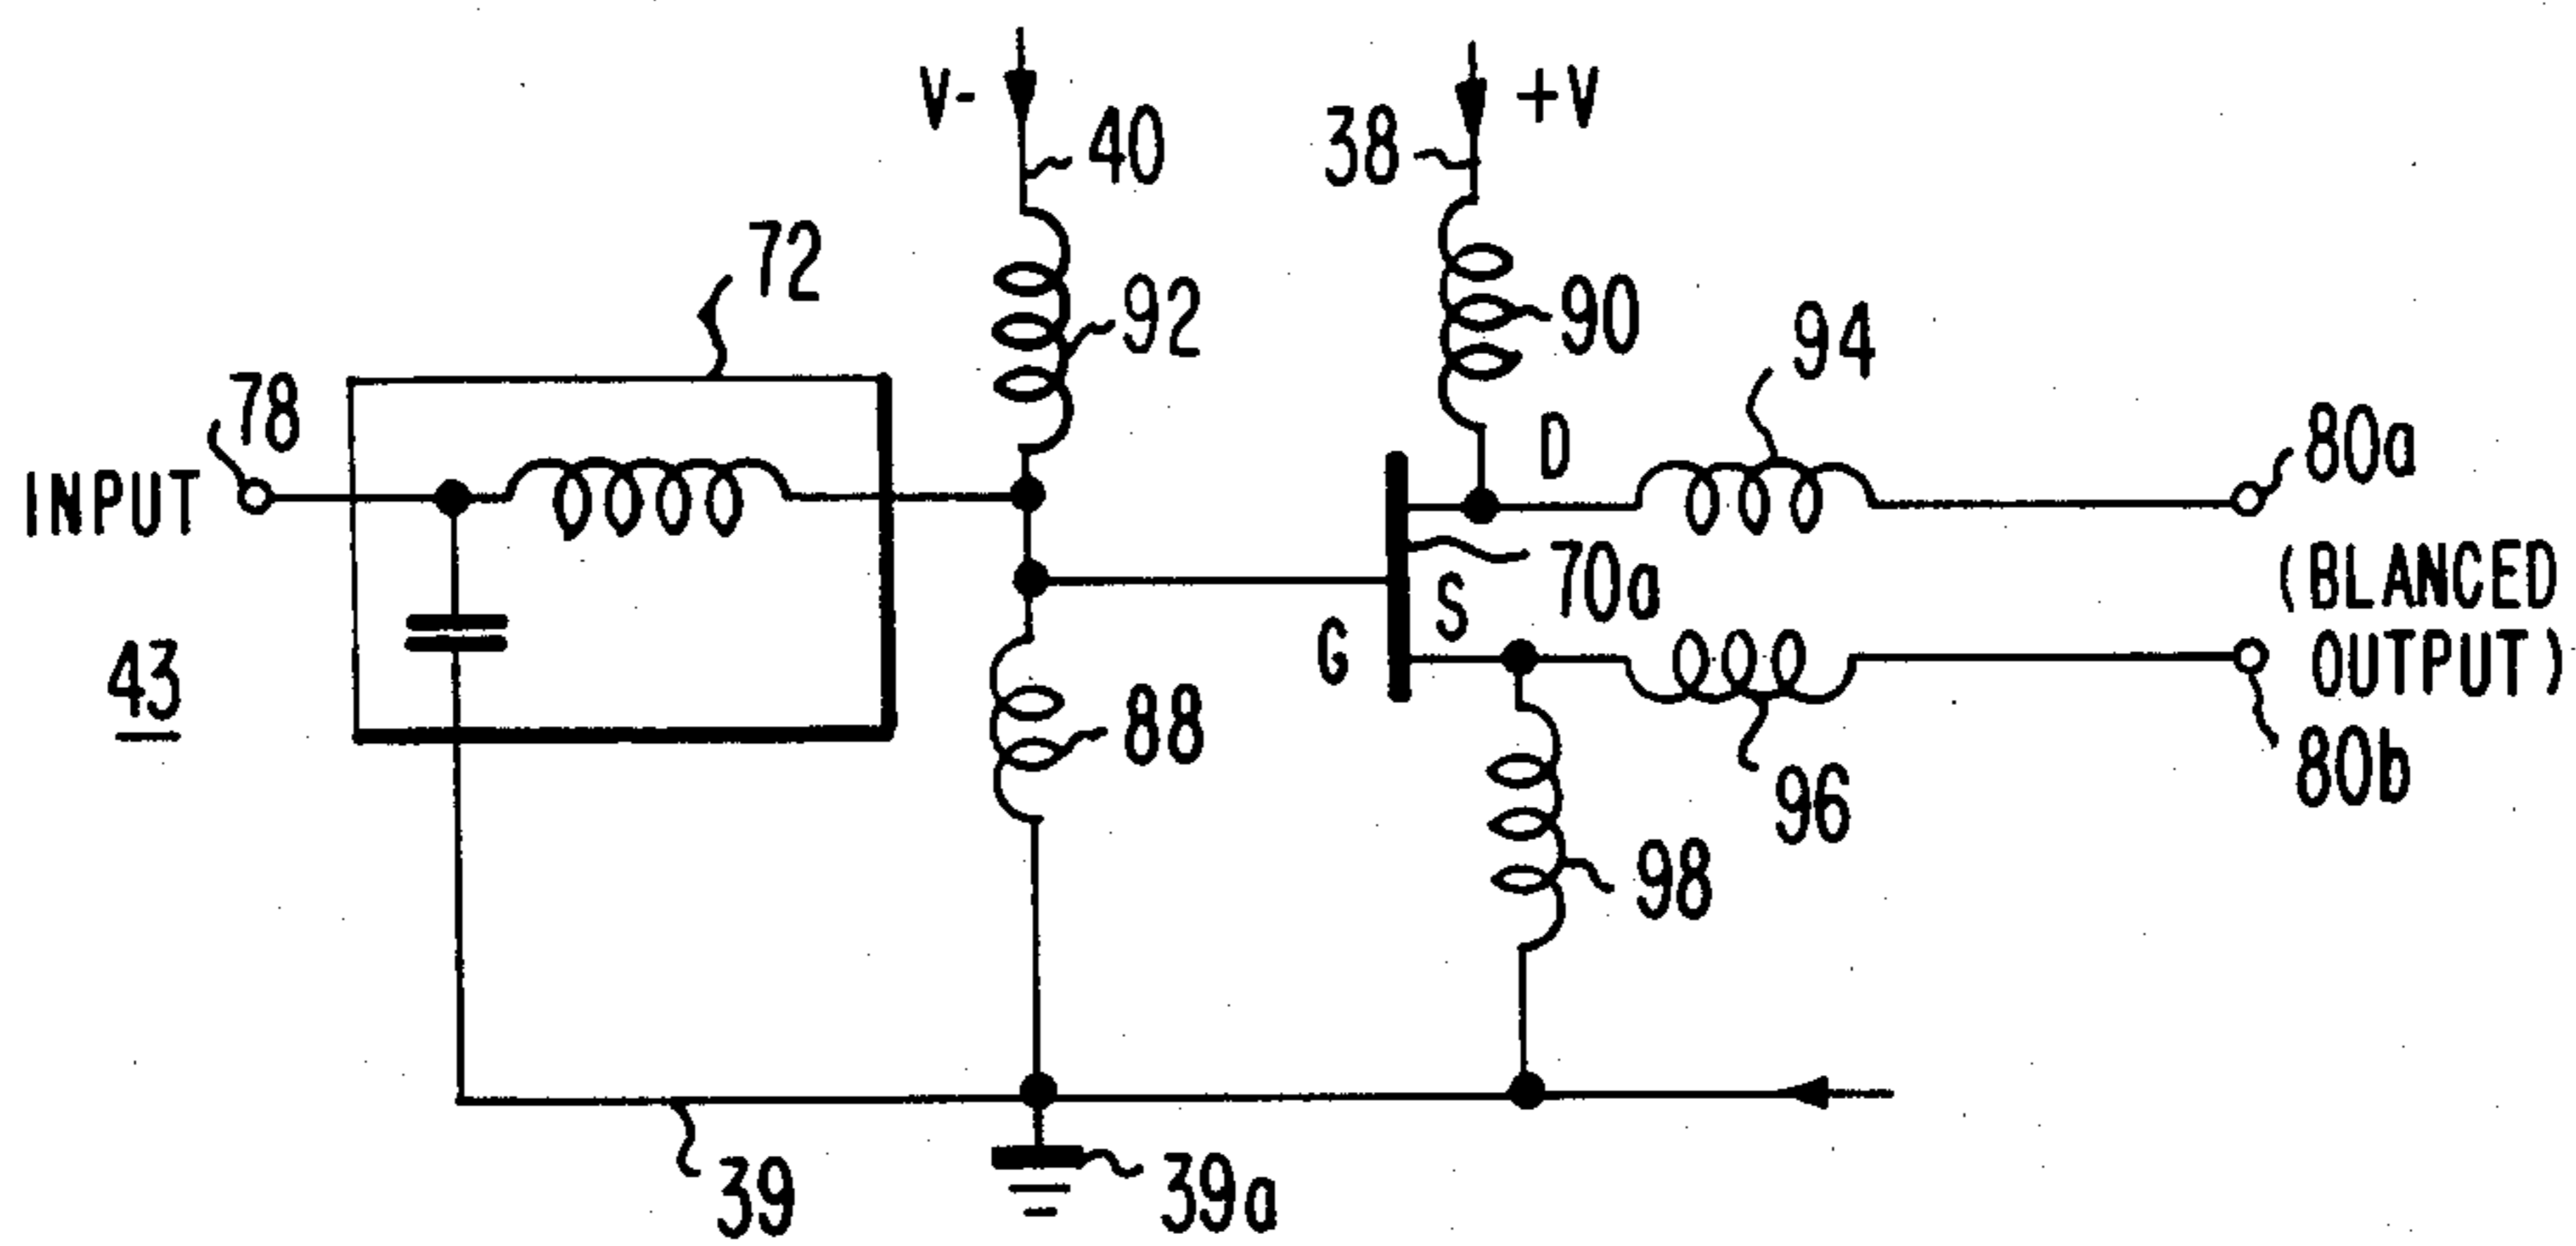 V-
+V
40
38
72
92
90
94
78
80a
INPUT
D
70a
(BLANCED
OUTPUT)
S
G
43
88
80b
96
98
39
39a